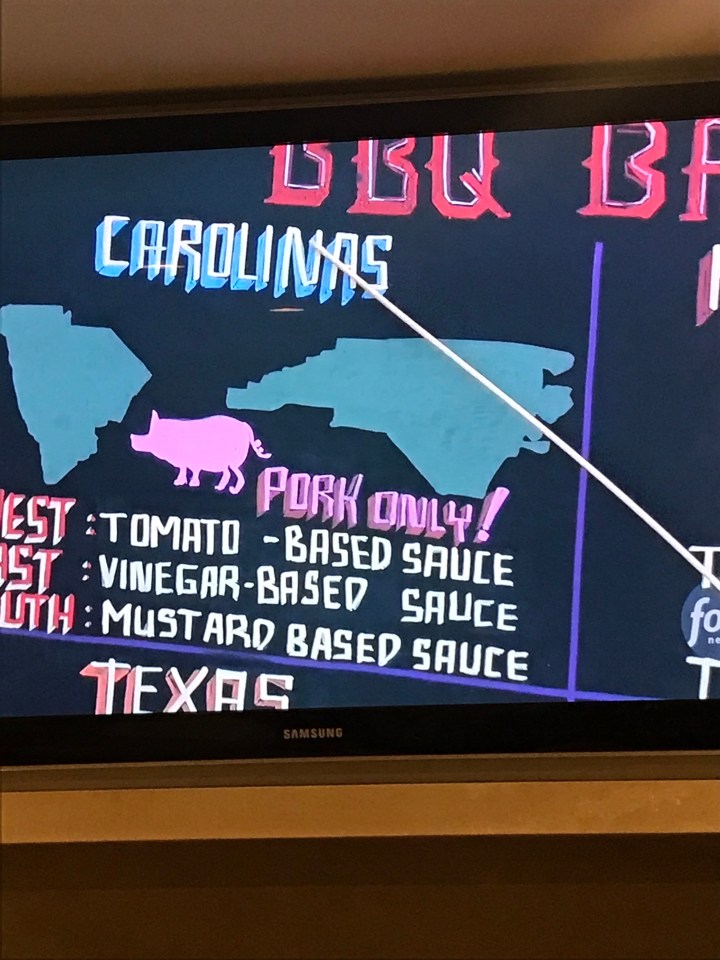 BBQ
CAROLINAS
PORK ONLY!
: TOMATO -BASED SAUCE
: VINEGAR-BASED SAUCE
: MUSTARD BASED SAUCE
TEXAS
SAMSUNG